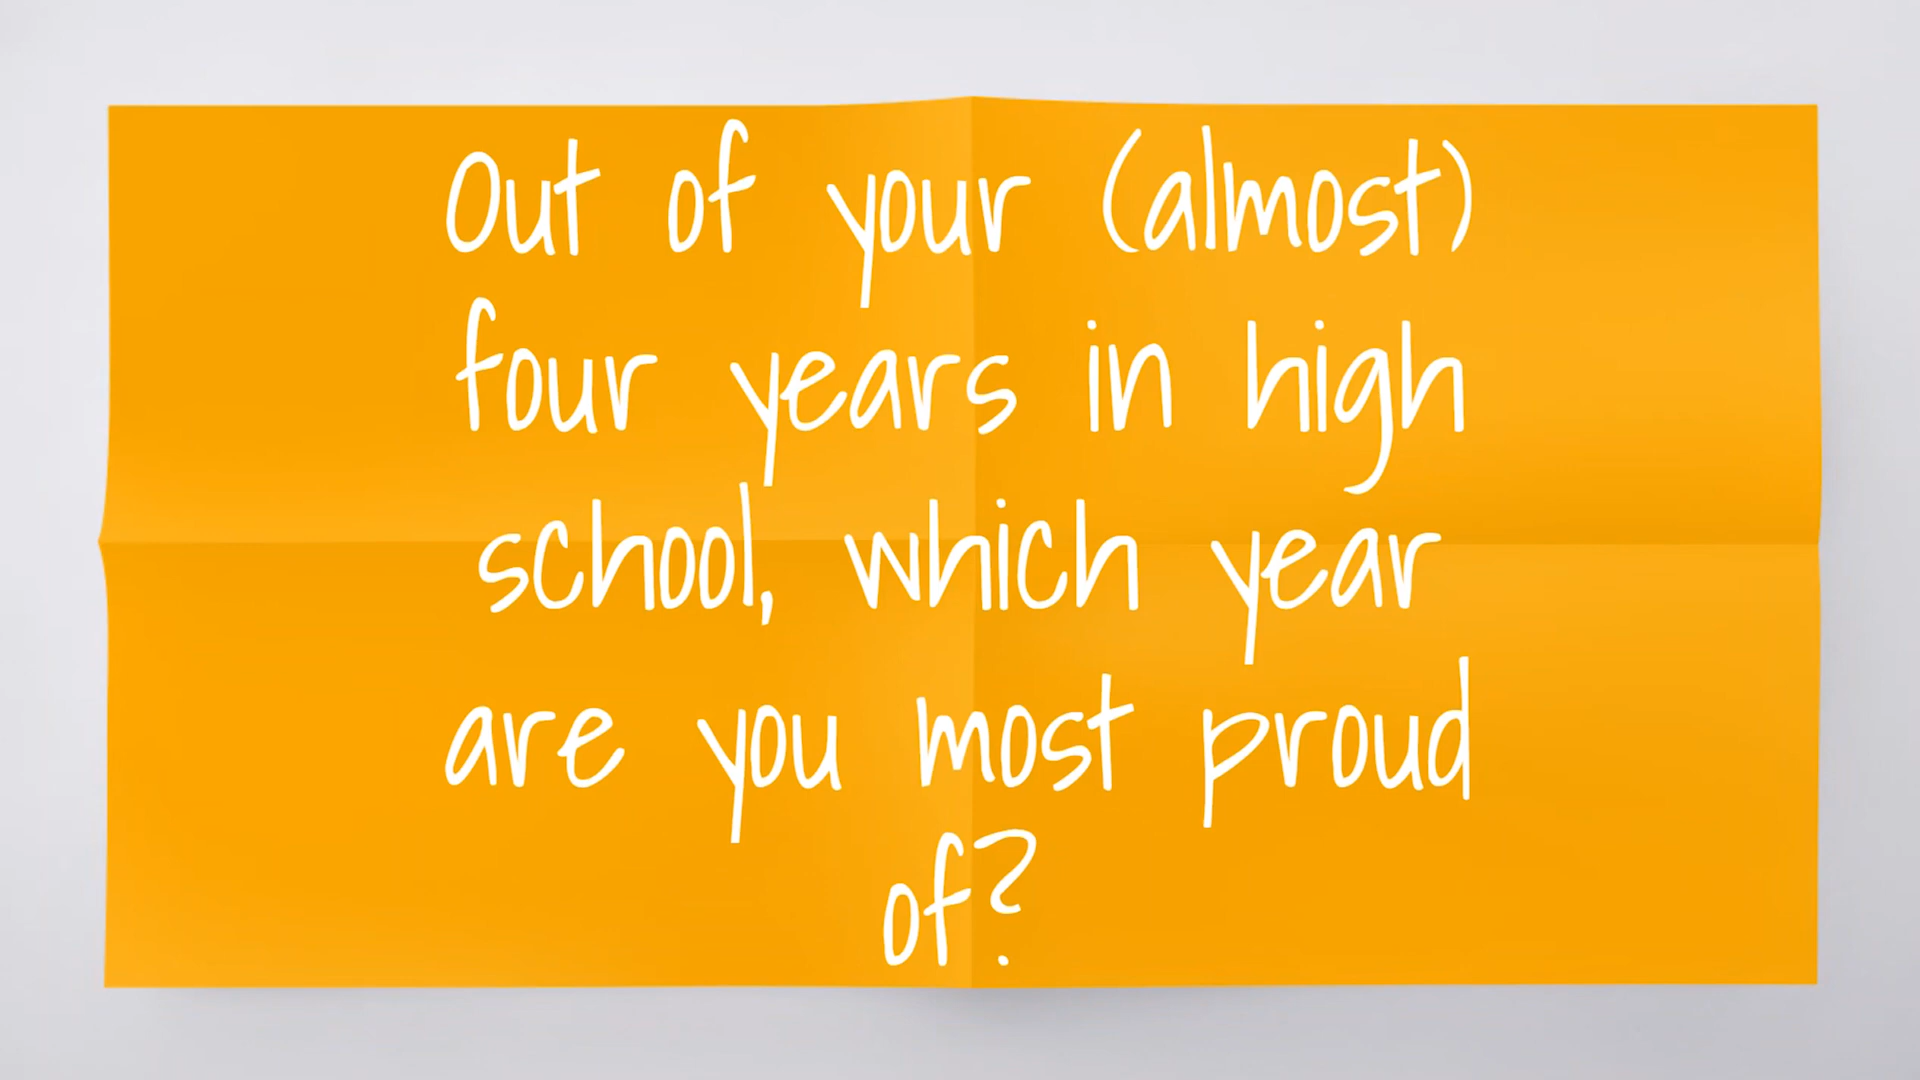 Out of your (almost)
four years in high
school, which year
are you most proud
of?